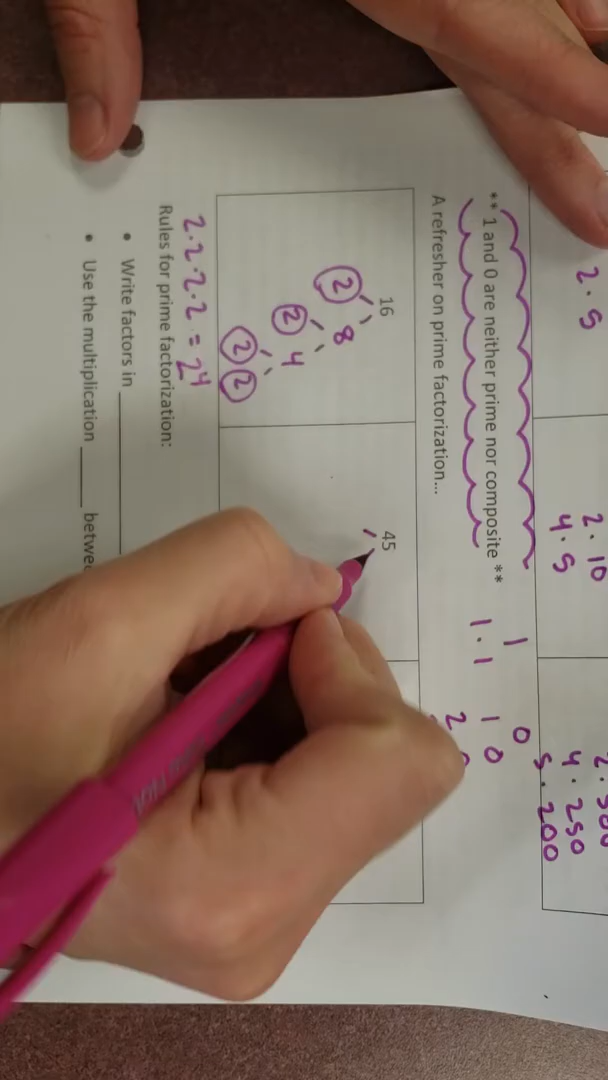 2 · 5
2 · 10
4 · 5
4 · 250
5 · 200
** 1 and 0 are neither prime nor composite **
1
1 · 1
0
1 0
2
A refresher on prime factorization...
16
2 8
2 4
2 2
2 · 2 · 2 · 2 = 2⁴
45
Rules for prime factorization:
• Write factors in
• Use the multiplication ______